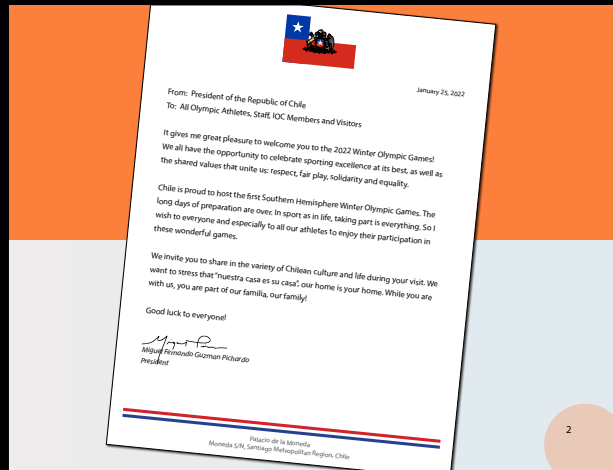 January 25, 2022
From: President of the Republic of Chile
To: All Olympic Athletes, Staff, IOC Members and Visitors
It gives me great pleasure to welcome you to the 2022 Winter Olympic Games!
We all have the opportunity to celebrate sporting excellence at its best, as well as
the shared values that unite us: respect, fair play, solidarity and equality.
Chile is proud to host the first Southern Hemisphere Winter Olympic Games. The
long days of preparation are over. In sport as in life, taking part is everything. So I
wish to everyone and especially to all our athletes to enjoy their participation in
these wonderful games.
We invite you to share in the variety of Chilean culture and life during your visit. We
want to stress that "nuestra casa es su casa", our home is your home. While you are
with us, you are part of our familia, our family!
Good luck to everyone!
Miguel Fernando Guzman Pichardo
President
Palacio de la Moneda
Moneda S/N, Santiago Metropolitan Region, Chile
2